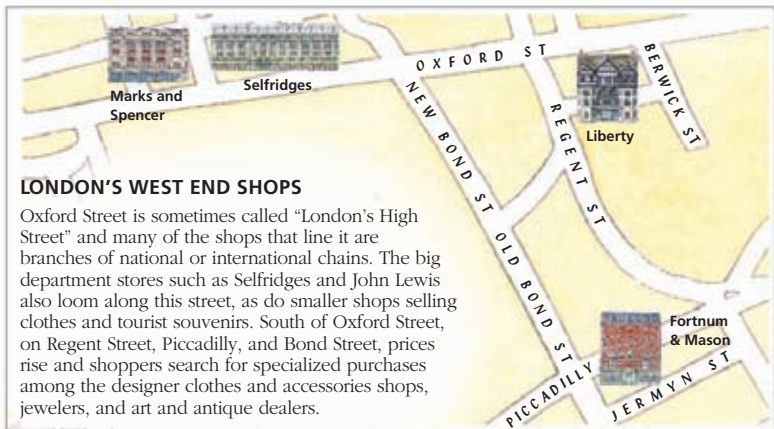 Marks and
Spencer
Selfridges
OXFORD ST
NEW BOND ST
OLD BOND ST
REGENT ST
BERWICK ST
Liberty
LONDON'S WEST END SHOPS
Oxford Street is sometimes called “London's High
Street” and many of the shops that line it are
branches of national or international chains. The big
department stores such as Selfridges and John Lewis
also loom along this street, as do smaller shops selling
clothes and tourist souvenirs. South of Oxford Street,
on Regent Street, Piccadilly, and Bond Street, prices
rise and shoppers search for specialized purchases
among the designer clothes and accessories shops,
jewelers, and art and antique dealers.
Fortnum
& Mason
PICCADILLY
JERMYN ST